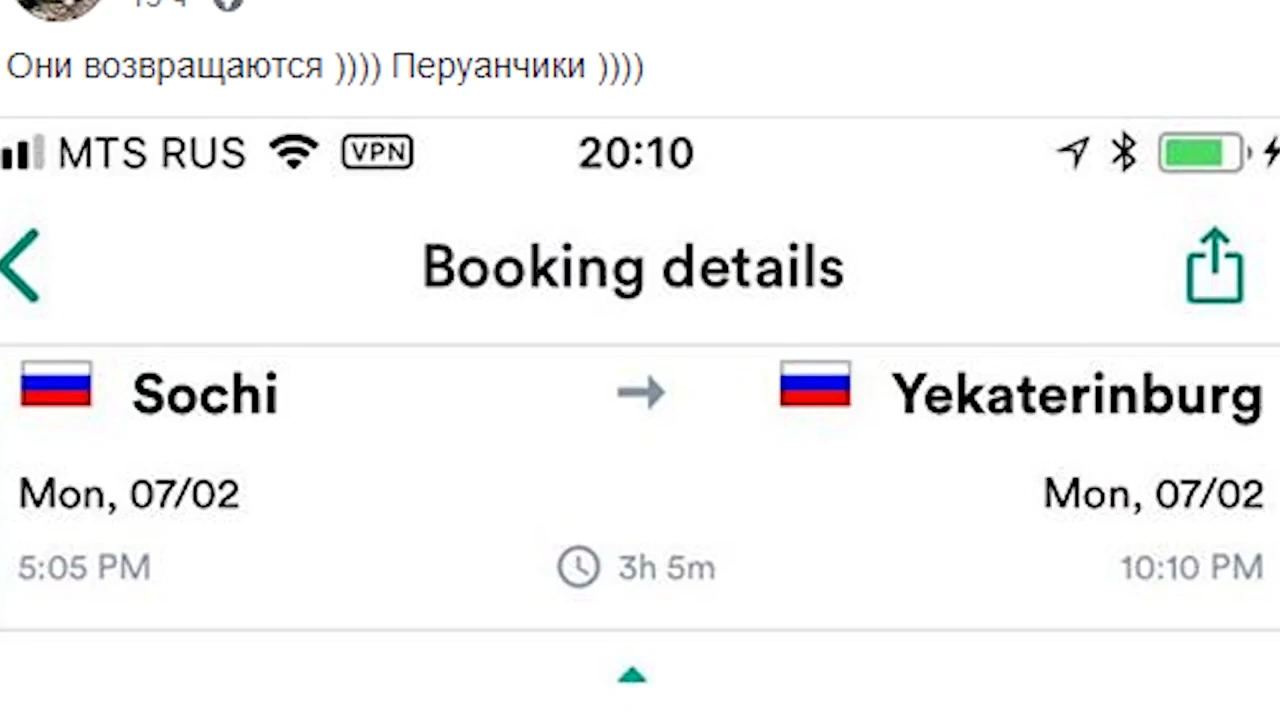 Они возвращаются )))) Перуанчики ))))
MTS RUS VPN 20:10
Booking details
Sochi Yekaterinburg
Mon, 07/02 Mon, 07/02
5:05 PM 3h 5m 10:10 PM